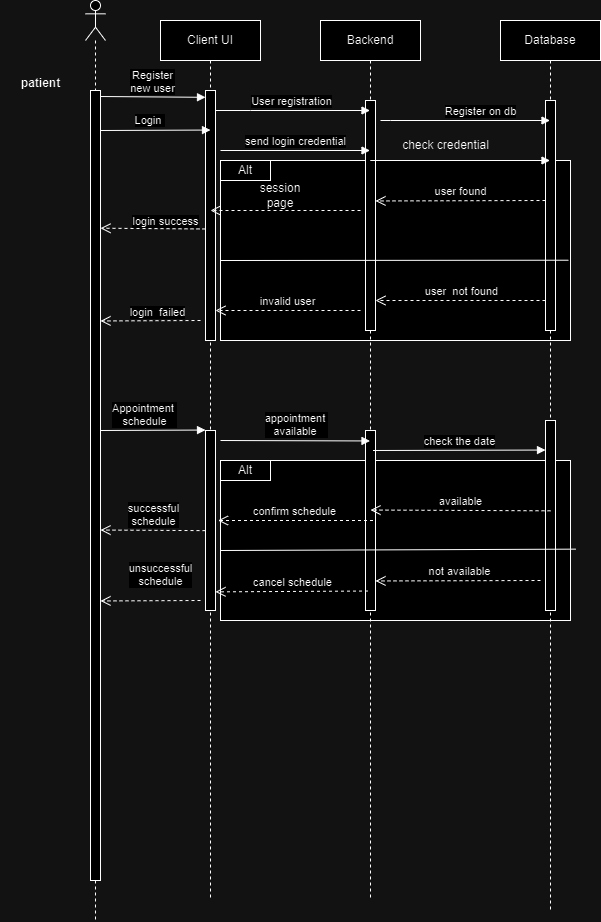 Client UI
Backend
Database
patient
Register
new user
User registration
Register on db
Login
send login credential
check credential
Alt
session
page
user found
login success
user  not found
invalid user
login  failed
Appointment
schedule
appointment
available
check the date
Alt
available
successful
schedule
confirm schedule
unsuccessful
schedule
not available
cancel schedule